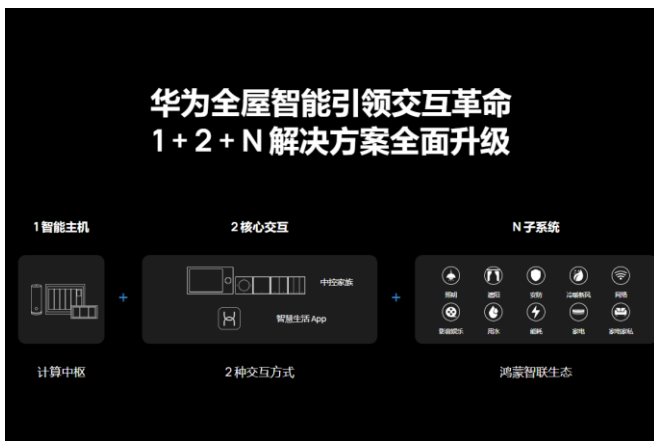 华为全屋智能引领交互革命
1+2+N 解决方案全面升级
1 智能主机
2 核心交互
N 子系统
中控家族
智慧生活 App
照明
遮阳
安防
冷暖新风
网络
影音娱乐
用水
能耗
家电
家电家私
计算中枢
2 种交互方式
鸿蒙智联生态